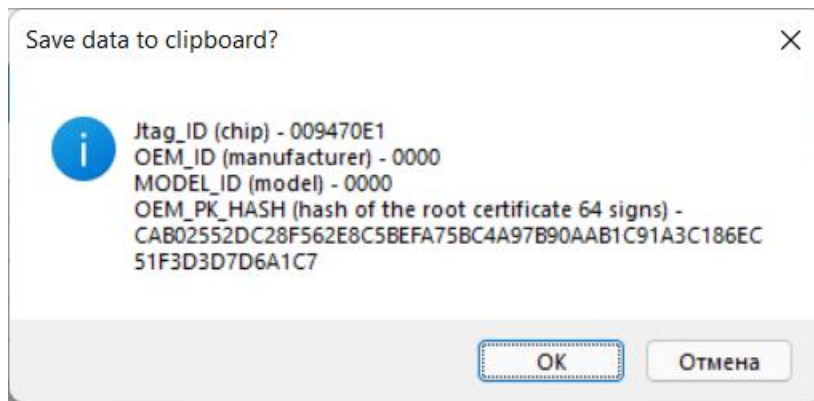 Save data to clipboard?
Jtag_ID (chip) - 009470E1
OEM_ID (manufacturer) - 0000
MODEL_ID (model) - 0000
OEM_PK_HASH (hash of the root certificate 64 signs) -
CAB02552DC28F562E8C5BEFA75BC4A97B90AAB1C91A3C186EC
51F3D3D7D6A1C7
OK
Отмена